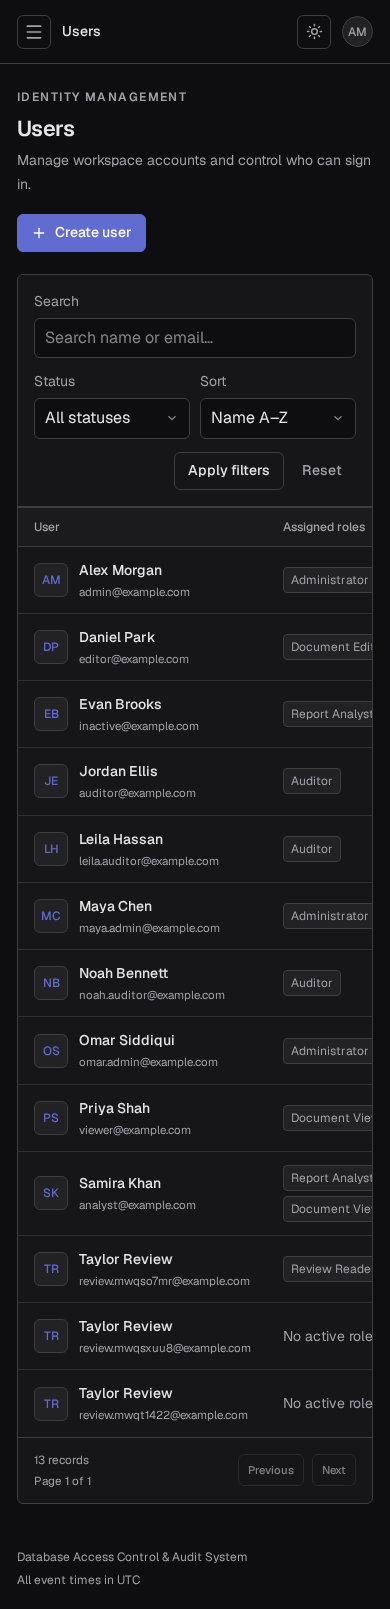 Users
AM
IDENTITY MANAGEMENT
Users
Manage workspace accounts and control who can sign
in.
+ Create user
Search
Search name or email...
Status
Sort
All statuses
Name A–Z
Apply filters
Reset
User
Assigned roles
AM
Alex Morgan
admin@example.com
Administrator
DP
Daniel Park
editor@example.com
Document Edit
EB
Evan Brooks
inactive@example.com
Report Analyst
JE
Jordan Ellis
auditor@example.com
Auditor
LH
Leila Hassan
leila.auditor@example.com
Auditor
MC
Maya Chen
maya.admin@example.com
Administrator
NB
Noah Bennett
noah.auditor@example.com
Auditor
OS
Omar Siddiqui
omar.admin@example.com
Administrator
PS
Priya Shah
viewer@example.com
Document View
SK
Samira Khan
analyst@example.com
Report Analyst
Document View
TR
Taylor Review
review.mwqso7mr@example.com
Review Reade
TR
Taylor Review
review.mwqsxuu8@example.com
No active role
TR
Taylor Review
review.mwqt1422@example.com
No active role
13 records
Page 1 of 1
Previous
Next
Database Access Control & Audit System
All event times in UTC